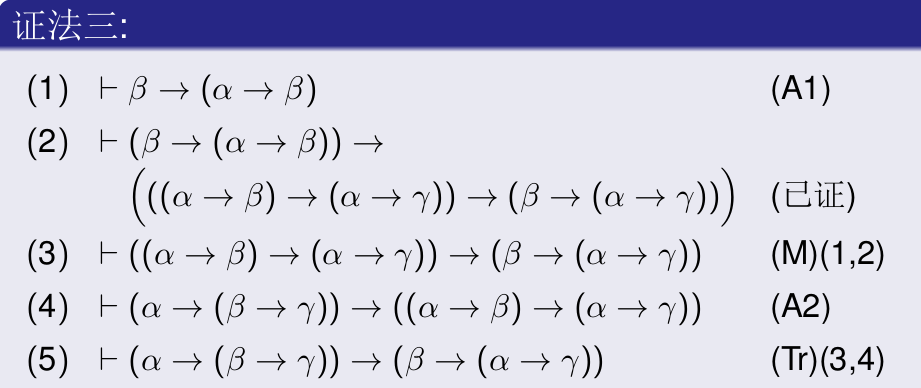 证法三:
(1) ⊢ β → (α → β) (A1)
(2) ⊢ (β → (α → β)) →
(((α → β) → (α → γ)) → (β → (α → γ))) (已证)
(3) ⊢ ((α → β) → (α → γ)) → (β → (α → γ)) (M)(1,2)
(4) ⊢ (α → (β → γ)) → ((α → β) → (α → γ)) (A2)
(5) ⊢ (α → (β → γ)) → (β → (α → γ)) (Tr)(3,4)